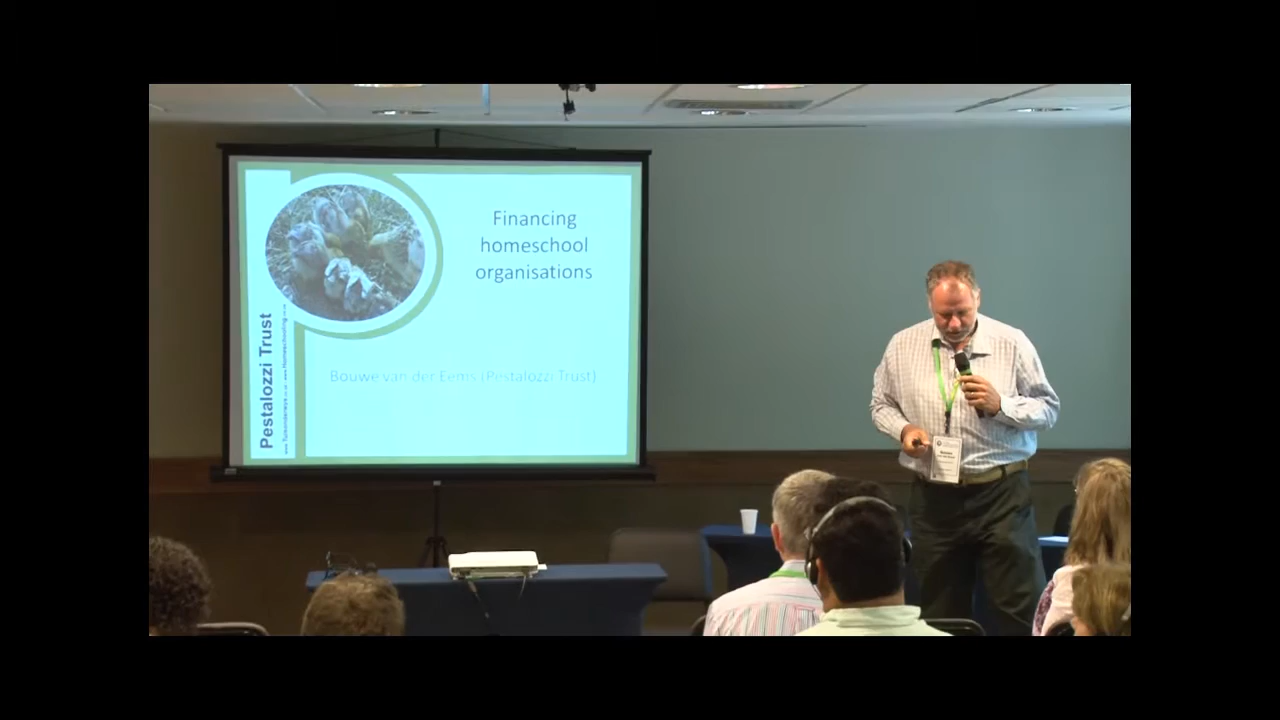 Financing
homeschool
organisations
Bouwe van der Eems (Pestalozzi Trust)
Pestalozzi Trust